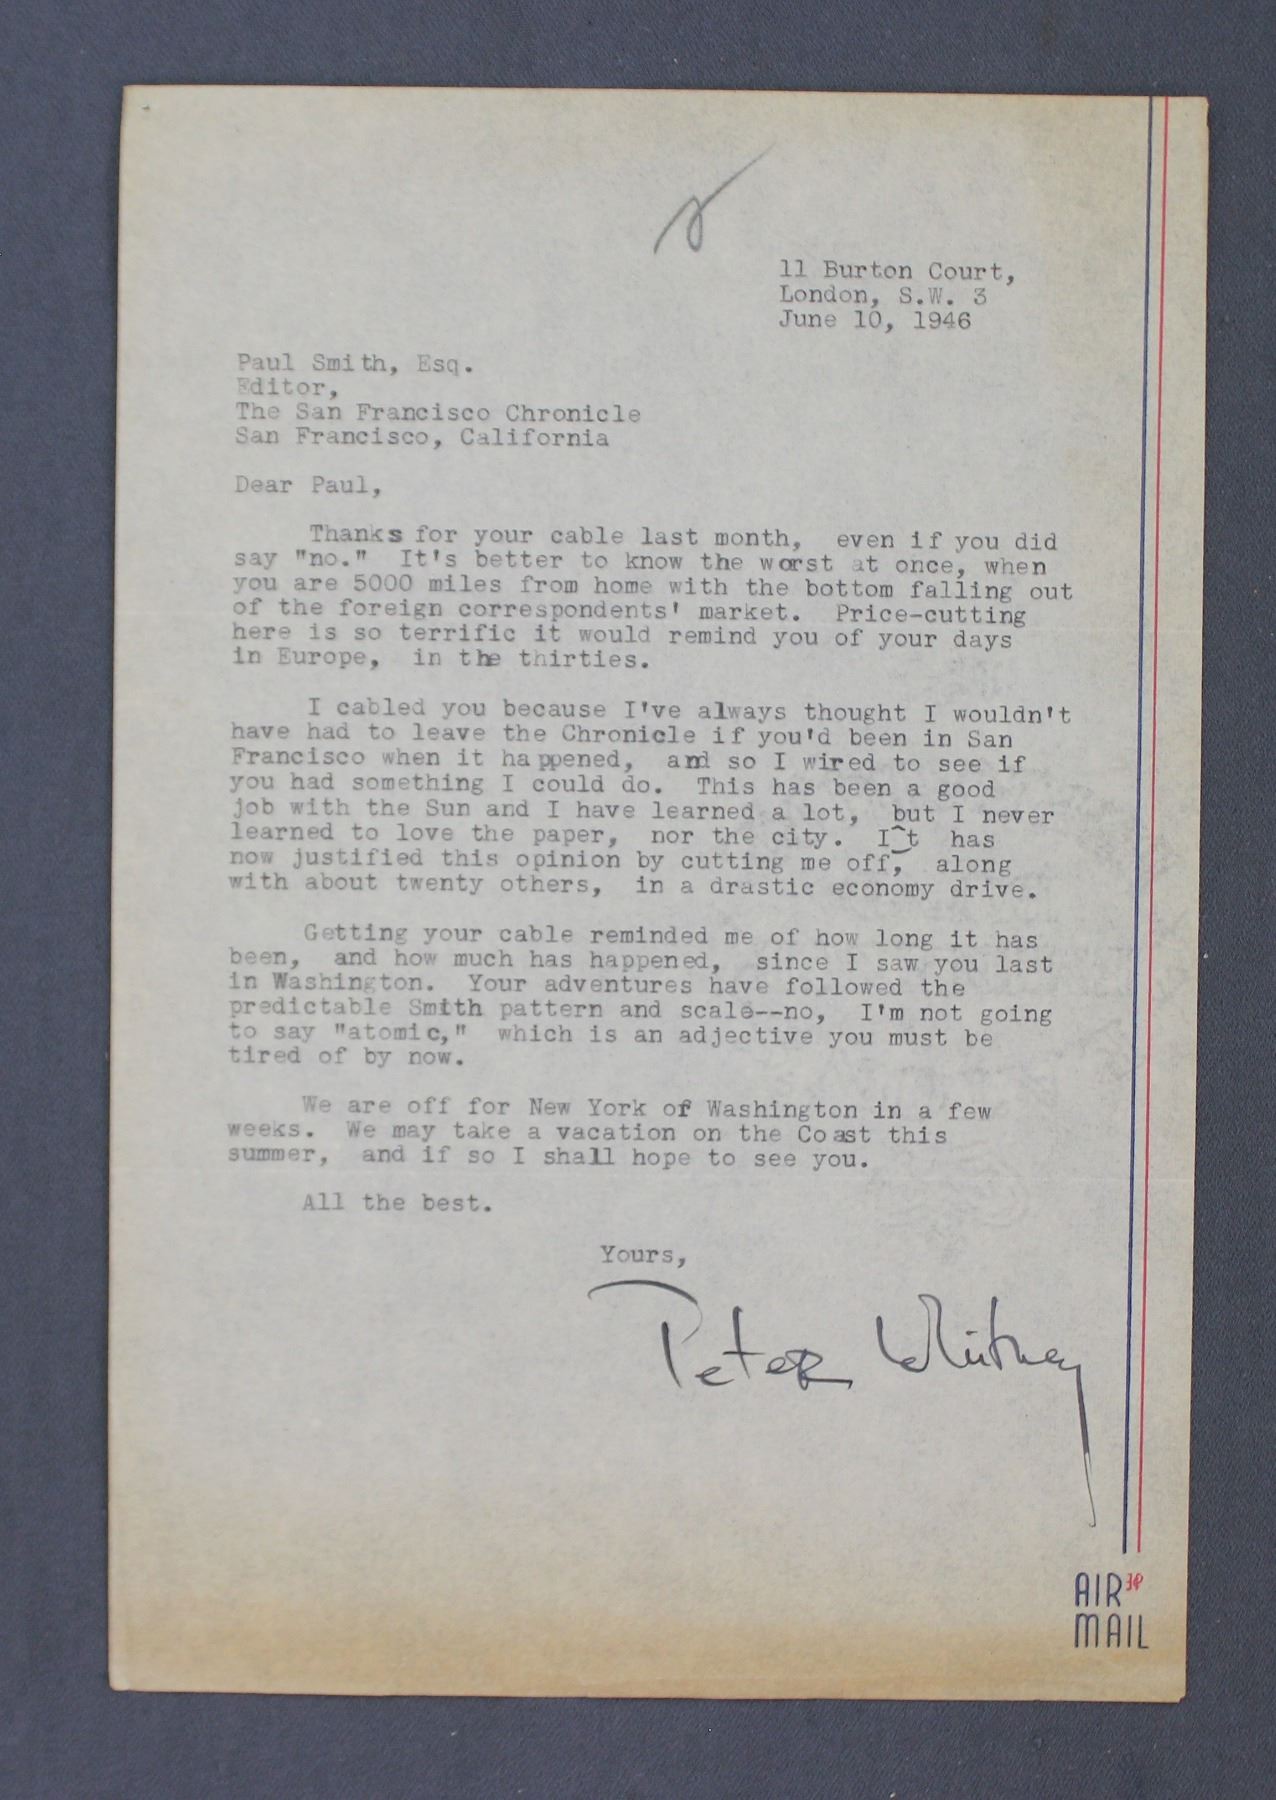 11 Burton Court,
London, S.W. 3
June 10, 1946
Paul Smith, Esq.
Editor,
The San Francisco Chronicle
San Francisco, California
Dear Paul,
Thanks for your cable last month, even if you did
say "no." It's better to know the worst at once, when
you are 5000 miles from home with the bottom falling out
of the foreign correspondents' market. Price-cutting
here is so terrific it would remind you of your days
in Europe, in the thirties.
I cabled you because I've always thought I wouldn't
have had to leave the Chronicle if you'd been in San
Francisco when it happened, and so I wired to see if
you had something I could do. This has been a good
job with the Sun and I have learned a lot, but I never
learned to love the paper, nor the city. It has
now justified this opinion by cutting me off, along
with about twenty others, in a drastic economy drive.
Getting your cable reminded me of how long it has
been, and how much has happened, since I saw you last
in Washington. Your adventures have followed the
predictable Smith pattern and scale--no, I'm not going
to say "atomic," which is an adjective you must be
tired of by now.
We are off for New York of Washington in a few
weeks. We may take a vacation on the Coast this
summer, and if so I shall hope to see you.
All the best.
Yours,
Peter Whitney
AIR
MAIL